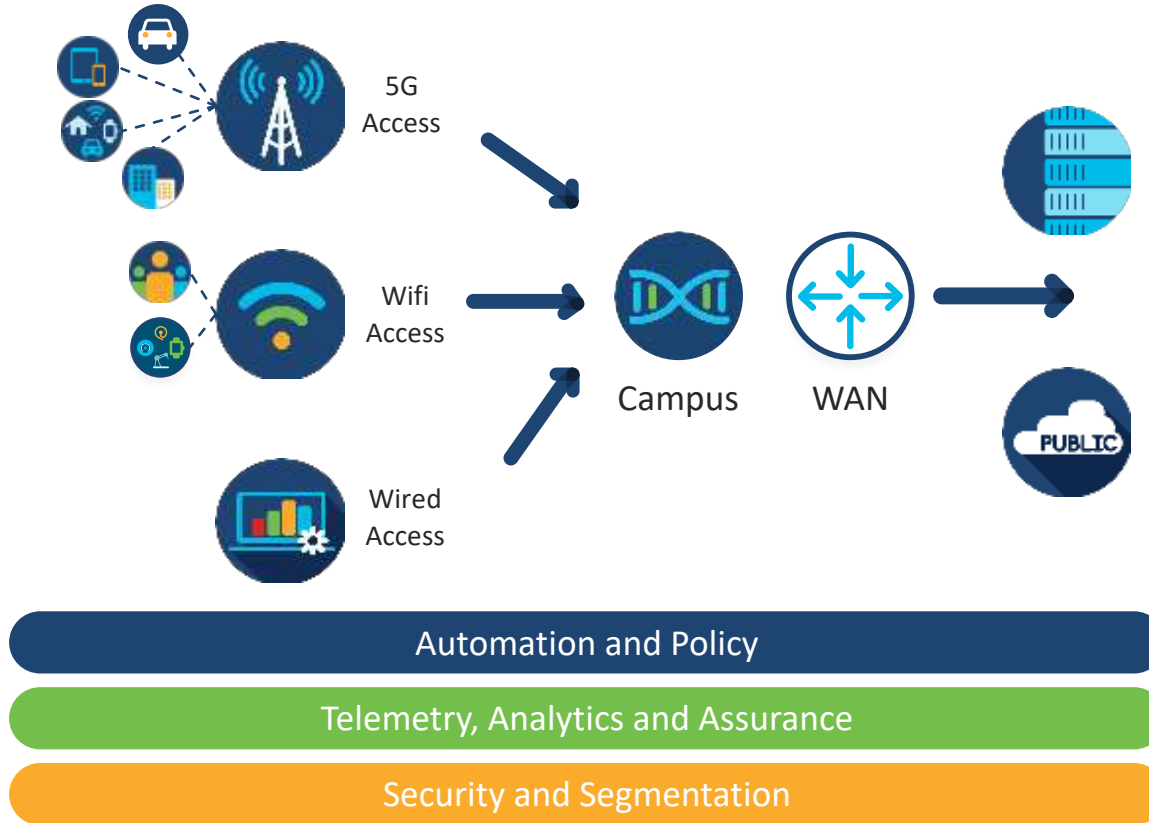 5G
Access
Wifi
Access
Campus
WAN
PUBLIC
Wired
Access
Automation and Policy
Telemetry, Analytics and Assurance
Security and Segmentation